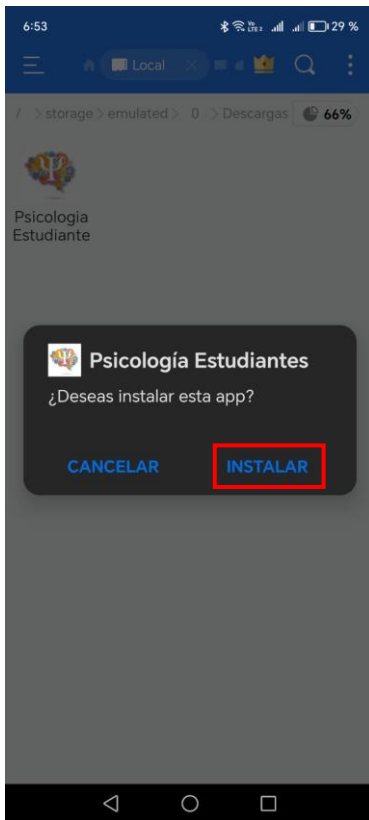 6:53 29 %
Local
/ > storage > emulated > 0 > Descargas 66%
Psicologia
Estudiante
Psicología Estudiantes
¿Deseas instalar esta app?
CANCELAR INSTALAR